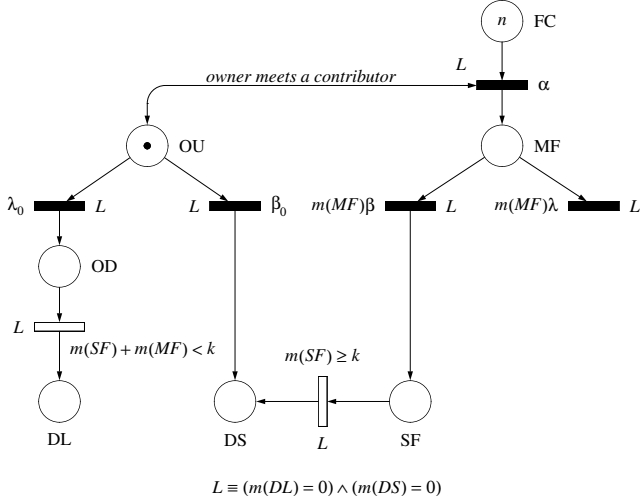 n FC
L
owner meets a contributor
α
OU MF
λ₀ L L β₀ m(MF)β L m(MF)λ L
OD
L
m(SF) + m(MF) < k m(SF) ≥ k
DL DS L SF
L ≡ (m(DL) = 0) ∧ (m(DS) = 0)